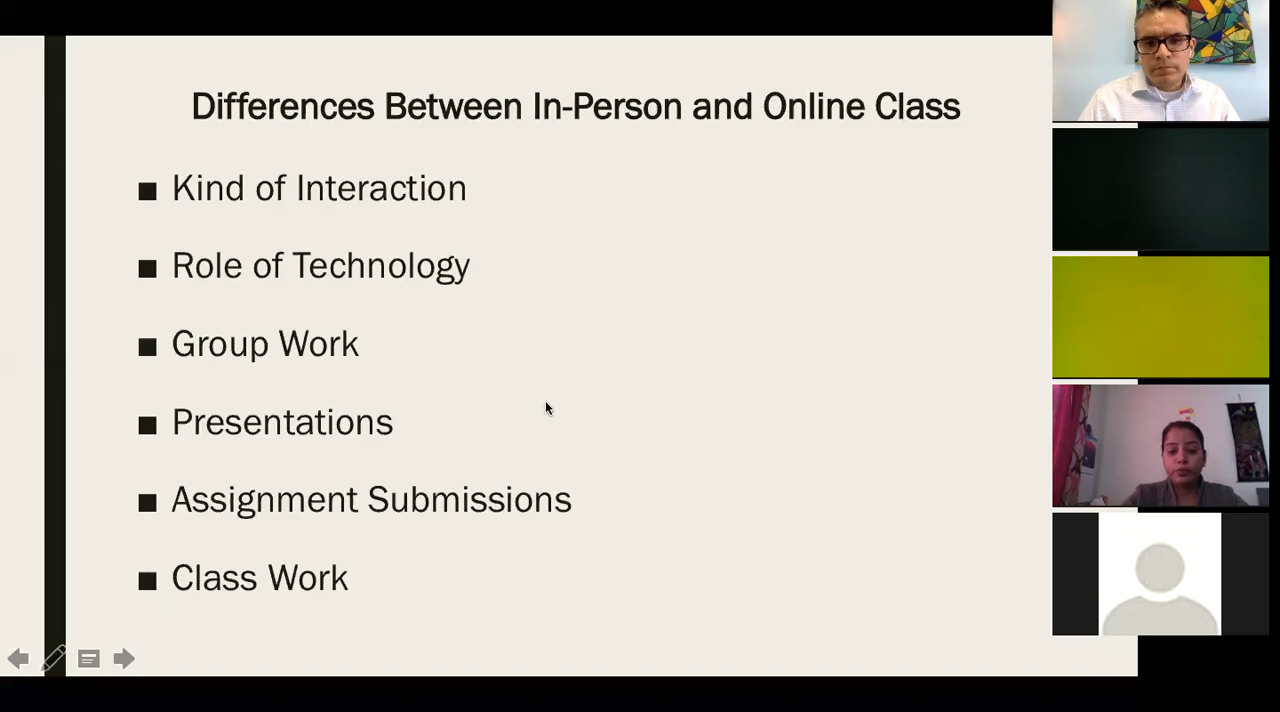 Differences Between In-Person and Online Class
Kind of Interaction
Role of Technology
Group Work
Presentations
Assignment Submissions
Class Work